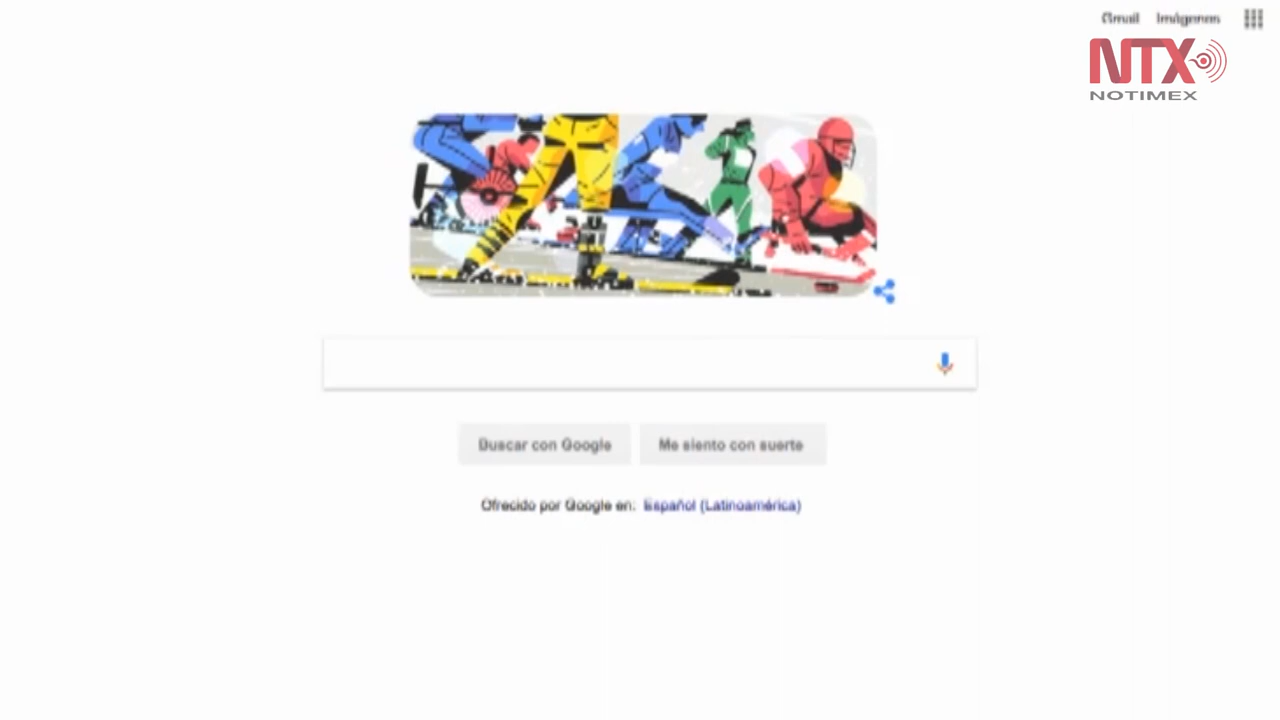 Gmail Imágenes
NTX
NOTIMEX
Buscar con Google Me siento con suerte
Ofrecido por Google en: Español (Latinoamérica)